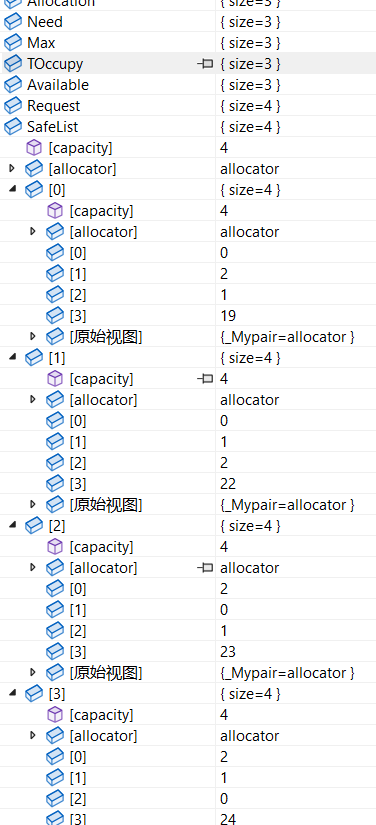 Allocation { size=3 }
Need { size=3 }
Max { size=3 }
TOccupy { size=3 }
Available { size=3 }
Request { size=4 }
SafeList { size=4 }
[capacity] 4
[allocator] allocator
[0] { size=4 }
[capacity] 4
[allocator] allocator
[0] 0
[1] 2
[2] 1
[3] 19
[原始视图] {_Mypair=allocator }
[1] { size=4 }
[capacity] 4
[allocator] allocator
[0] 0
[1] 1
[2] 2
[3] 22
[原始视图] {_Mypair=allocator }
[2] { size=4 }
[capacity] 4
[allocator] allocator
[0] 2
[1] 0
[2] 1
[3] 23
[原始视图] {_Mypair=allocator }
[3] { size=4 }
[capacity] 4
[allocator] allocator
[0] 2
[1] 1
[2] 0
[3] 24